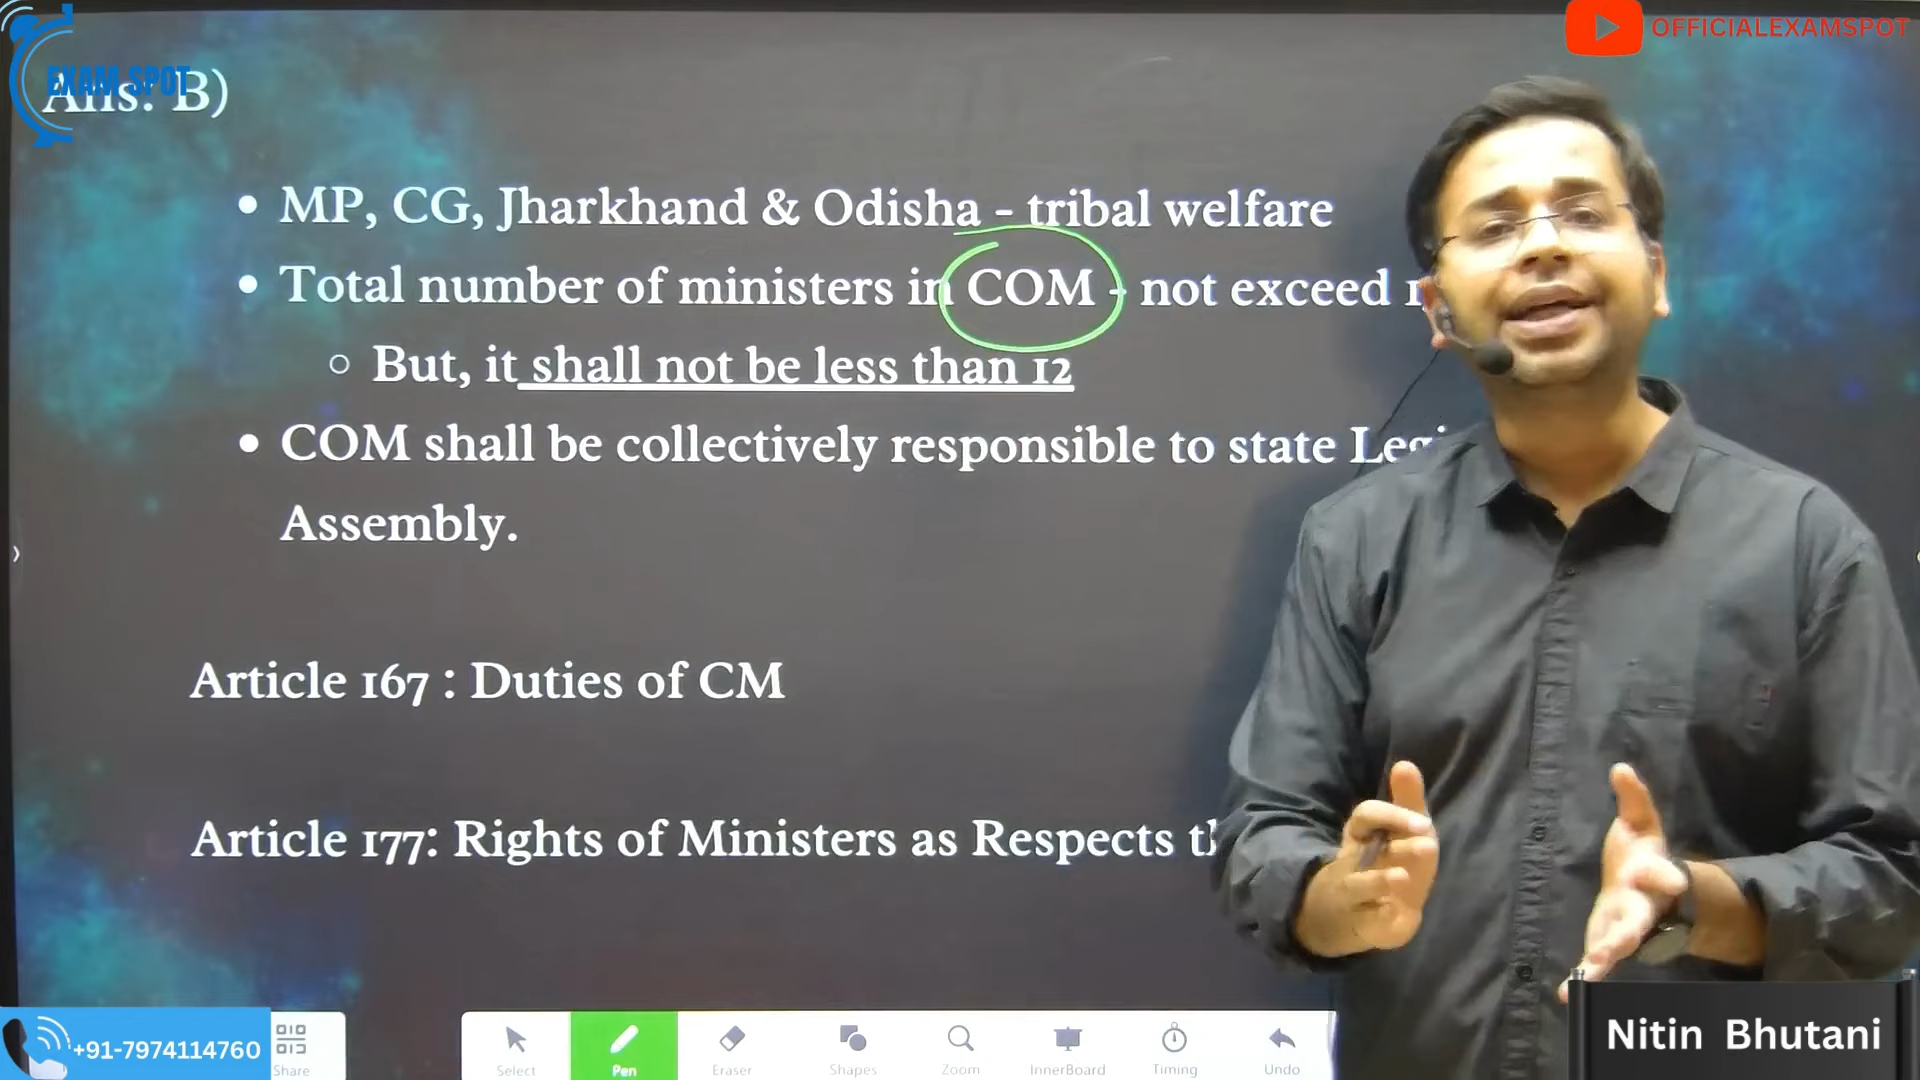 OFFICIALEXAMSPOT
EXAM SPOT
Ans: B)
• MP, CG, Jharkhand & Odisha - tribal welfare
• Total number of ministers in COM - not exceed
○ But, it shall not be less than 12
• COM shall be collectively responsible to state
Assembly.
Article 167 : Duties of CM
Article 177: Rights of Ministers as Respects
+91-7974114760
Share
Select
Pen
Eraser
Shapes
Zoom
InnerBoard
Timing
Undo
Nitin Bhutani